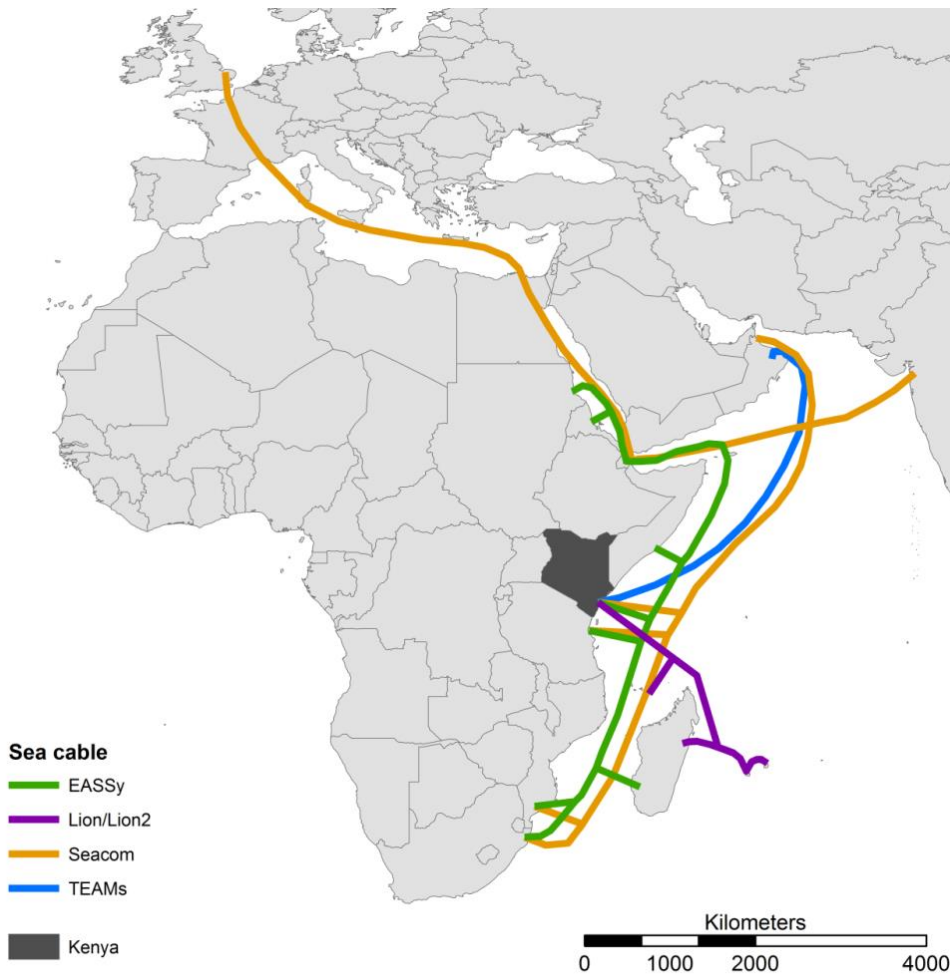 Sea cable
EASSy
Lion/Lion2
Seacom
TEAMs
Kenya
Kilometers
0 1000 2000 4000